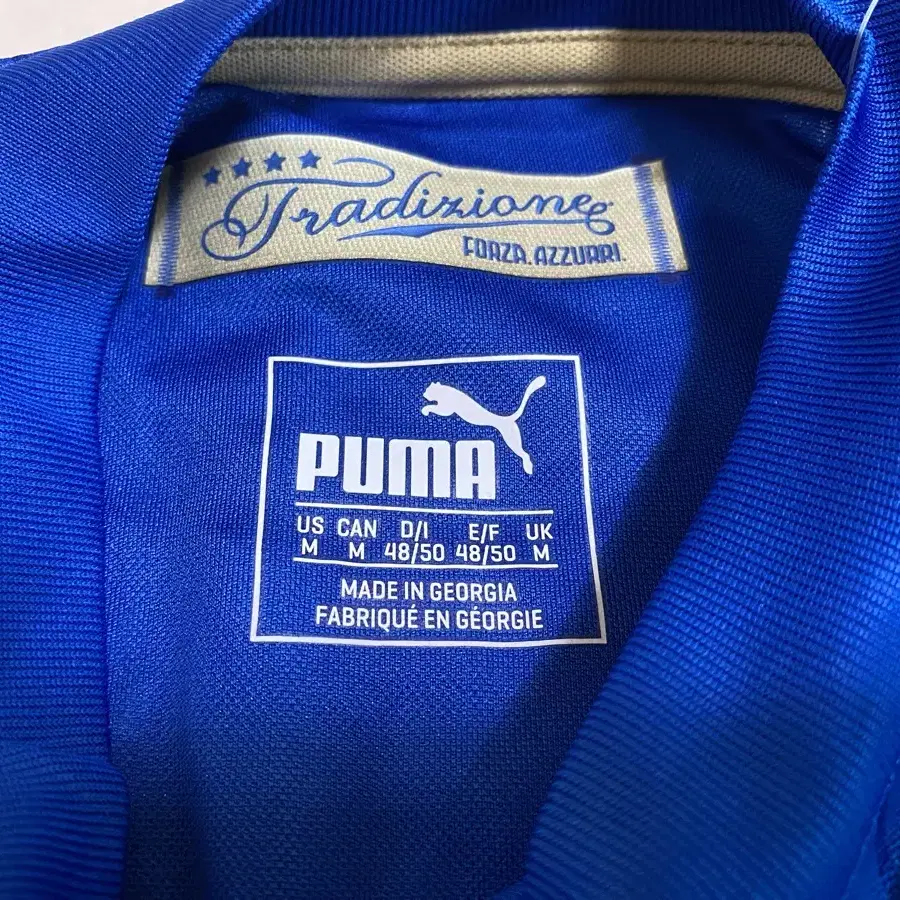 Tradizione
FORZA AZZURRI
PUMA
US CAN D/I E/F UK
M M 48/50 48/50 M
MADE IN GEORGIA
FABRIQUÉ EN GÉORGIE